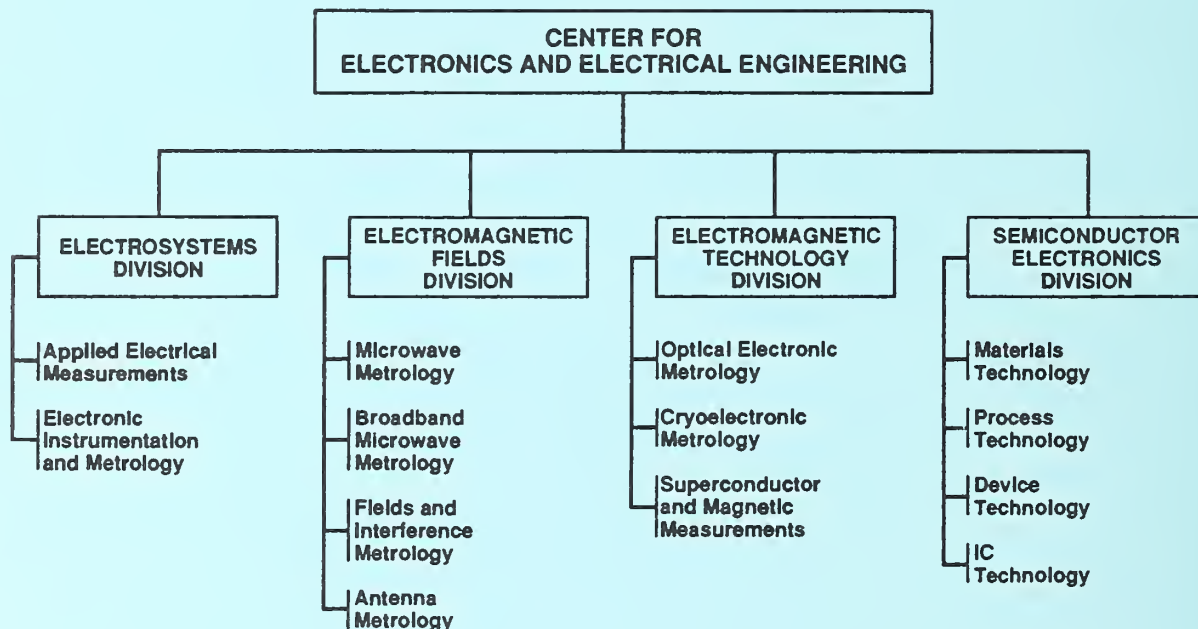 CENTER FOR
ELECTRONICS AND ELECTRICAL ENGINEERING
ELECTROSYSTEMS
DIVISION
Applied Electrical
Measurements
Electronic
Instrumentation
and Metrology
ELECTROMAGNETIC
FIELDS
DIVISION
Microwave
Metrology
Broadband
Microwave
Metrology
Fields and
Interference
Metrology
Antenna
Metrology
ELECTROMAGNETIC
TECHNOLOGY
DIVISION
Optical Electronic
Metrology
Cryoelectronic
Metrology
Superconductor
and Magnetic
Measurements
SEMICONDUCTOR
ELECTRONICS
DIVISION
Materials
Technology
Process
Technology
Device
Technology
IC
Technology